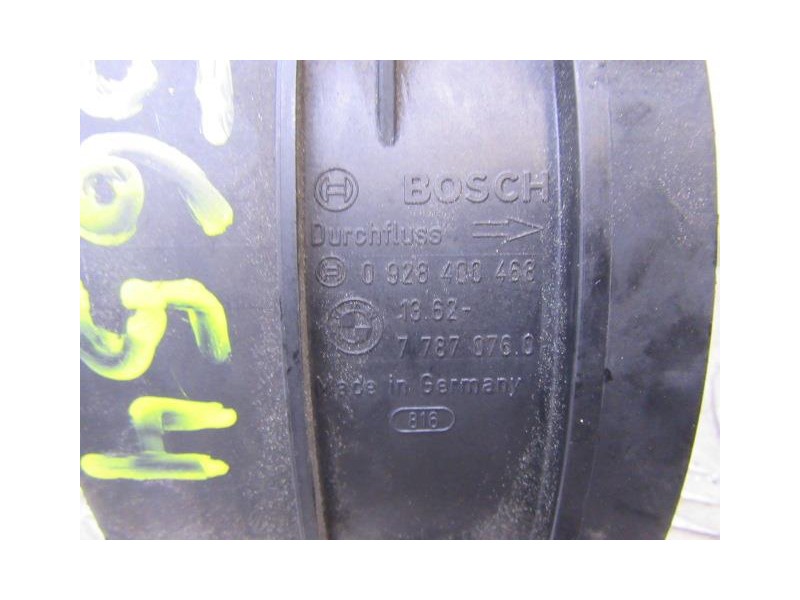 BOSCH
Durchfluss
0 928 400 468
13.62-
7 787 076.0
Made in Germany
816